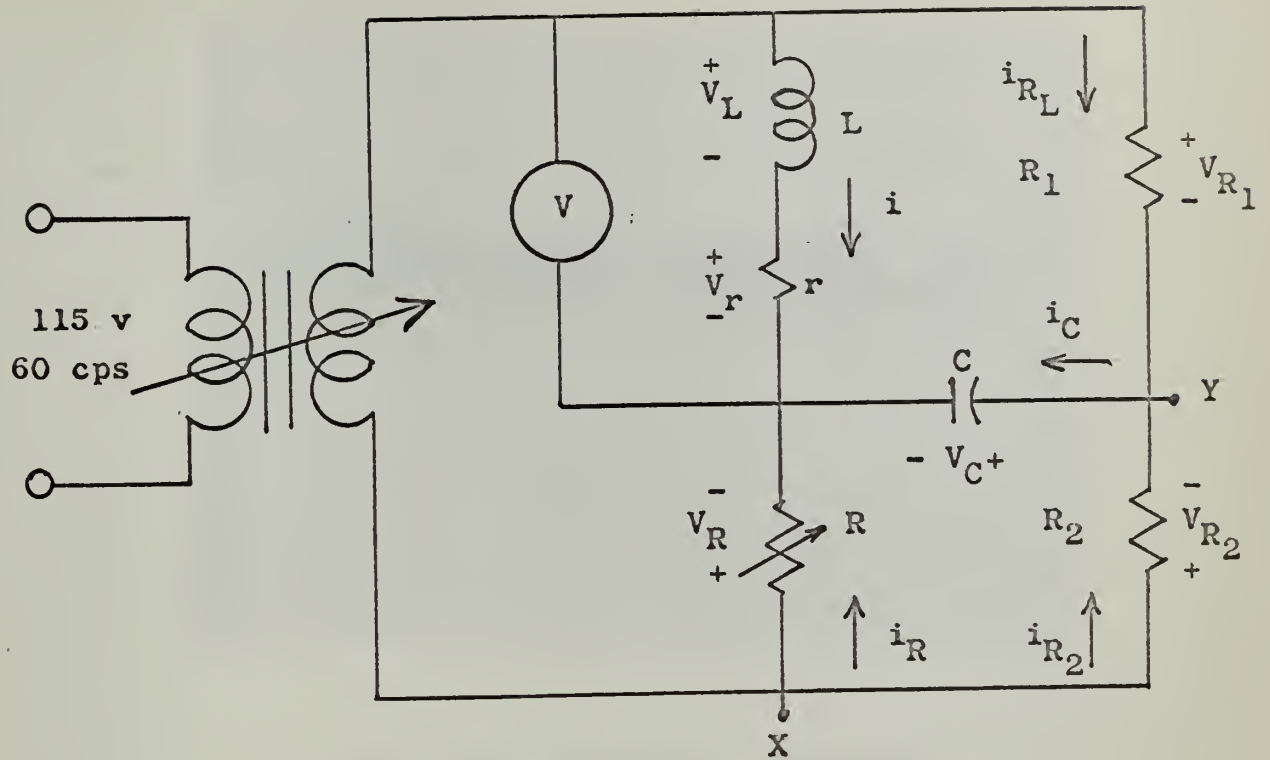 +
V_L
-
L
i_{R_L}
R_1
+
V_{R_1}
-
V
i
+
V_r
-
r
115 v
60 cps
i_C
C
Y
- V_C +
-
V_R
+
R
R_2
-
V_{R_2}
+
i_R
i_{R_2}
X